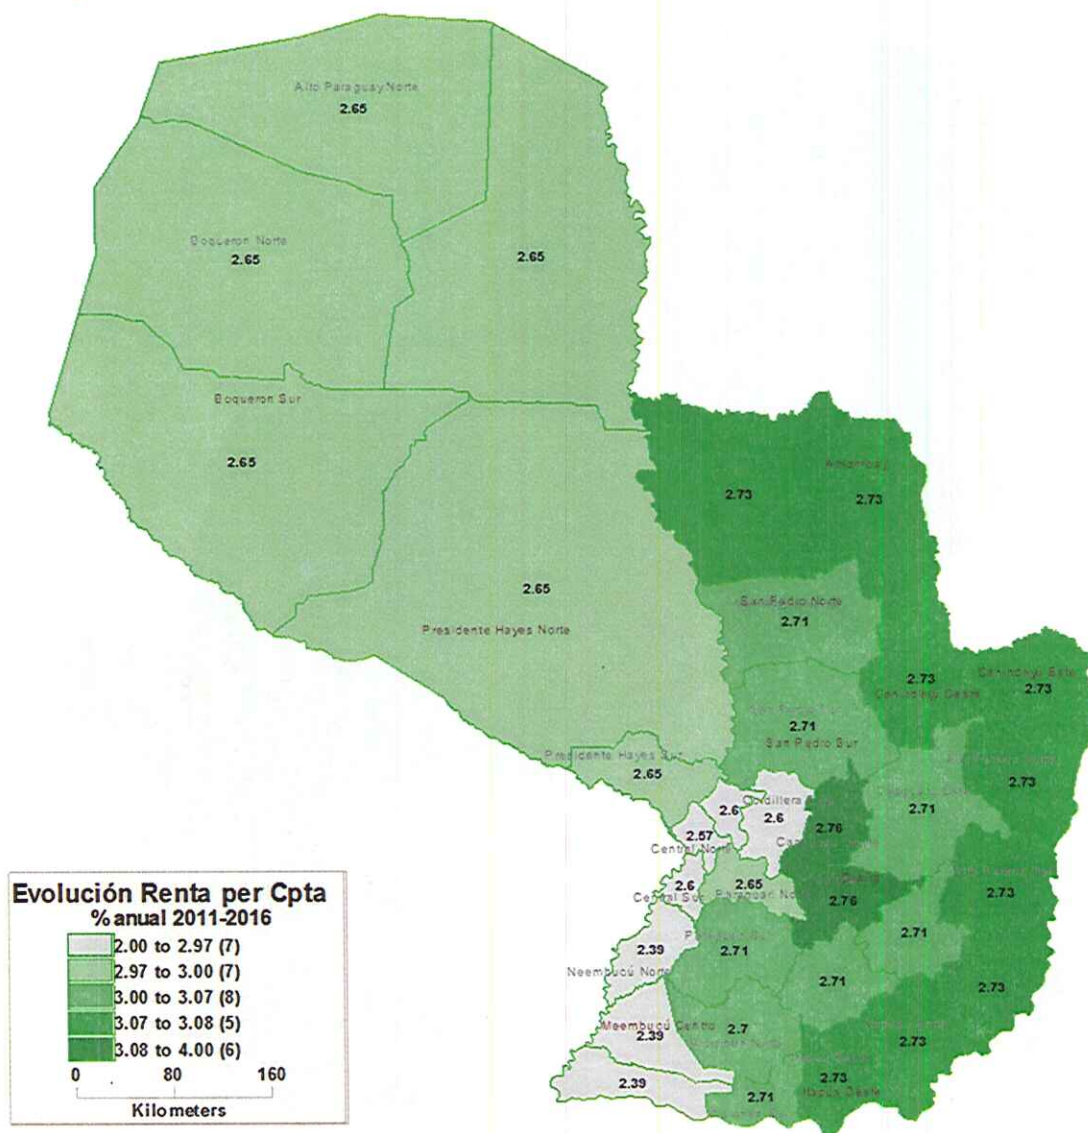 Alto Paraguay Norte
2.65
Boqueron Norte
2.65
2.65
Boqueron Sur
2.65
2.73
2.73
2.65
San Pedro Norte
2.71
Presidente Hayes Norte
Canindeyú Este
2.73
2.73
2.71
San Pedro Sur
Presidente Hayes Sur
2.65
2.73
2.71
2.6
Cordillera
2.6
2.76
2.57
Central Norte
2.6
Central Sur
2.65
Paraguari No
2.76
2.73
2.71
2.39
2.71
Neembucú Norte
2.71
2.73
Meembucú Centro
2.7
2.39
2.73
2.39
2.71
2.73
Itapua Oeste
Evolución Renta per Cpta
% anual 2011-2016
2.00 to 2.97 (7)
2.97 to 3.00 (7)
3.00 to 3.07 (8)
3.07 to 3.08 (5)
3.08 to 4.00 (6)
0 80 160
Kilometers